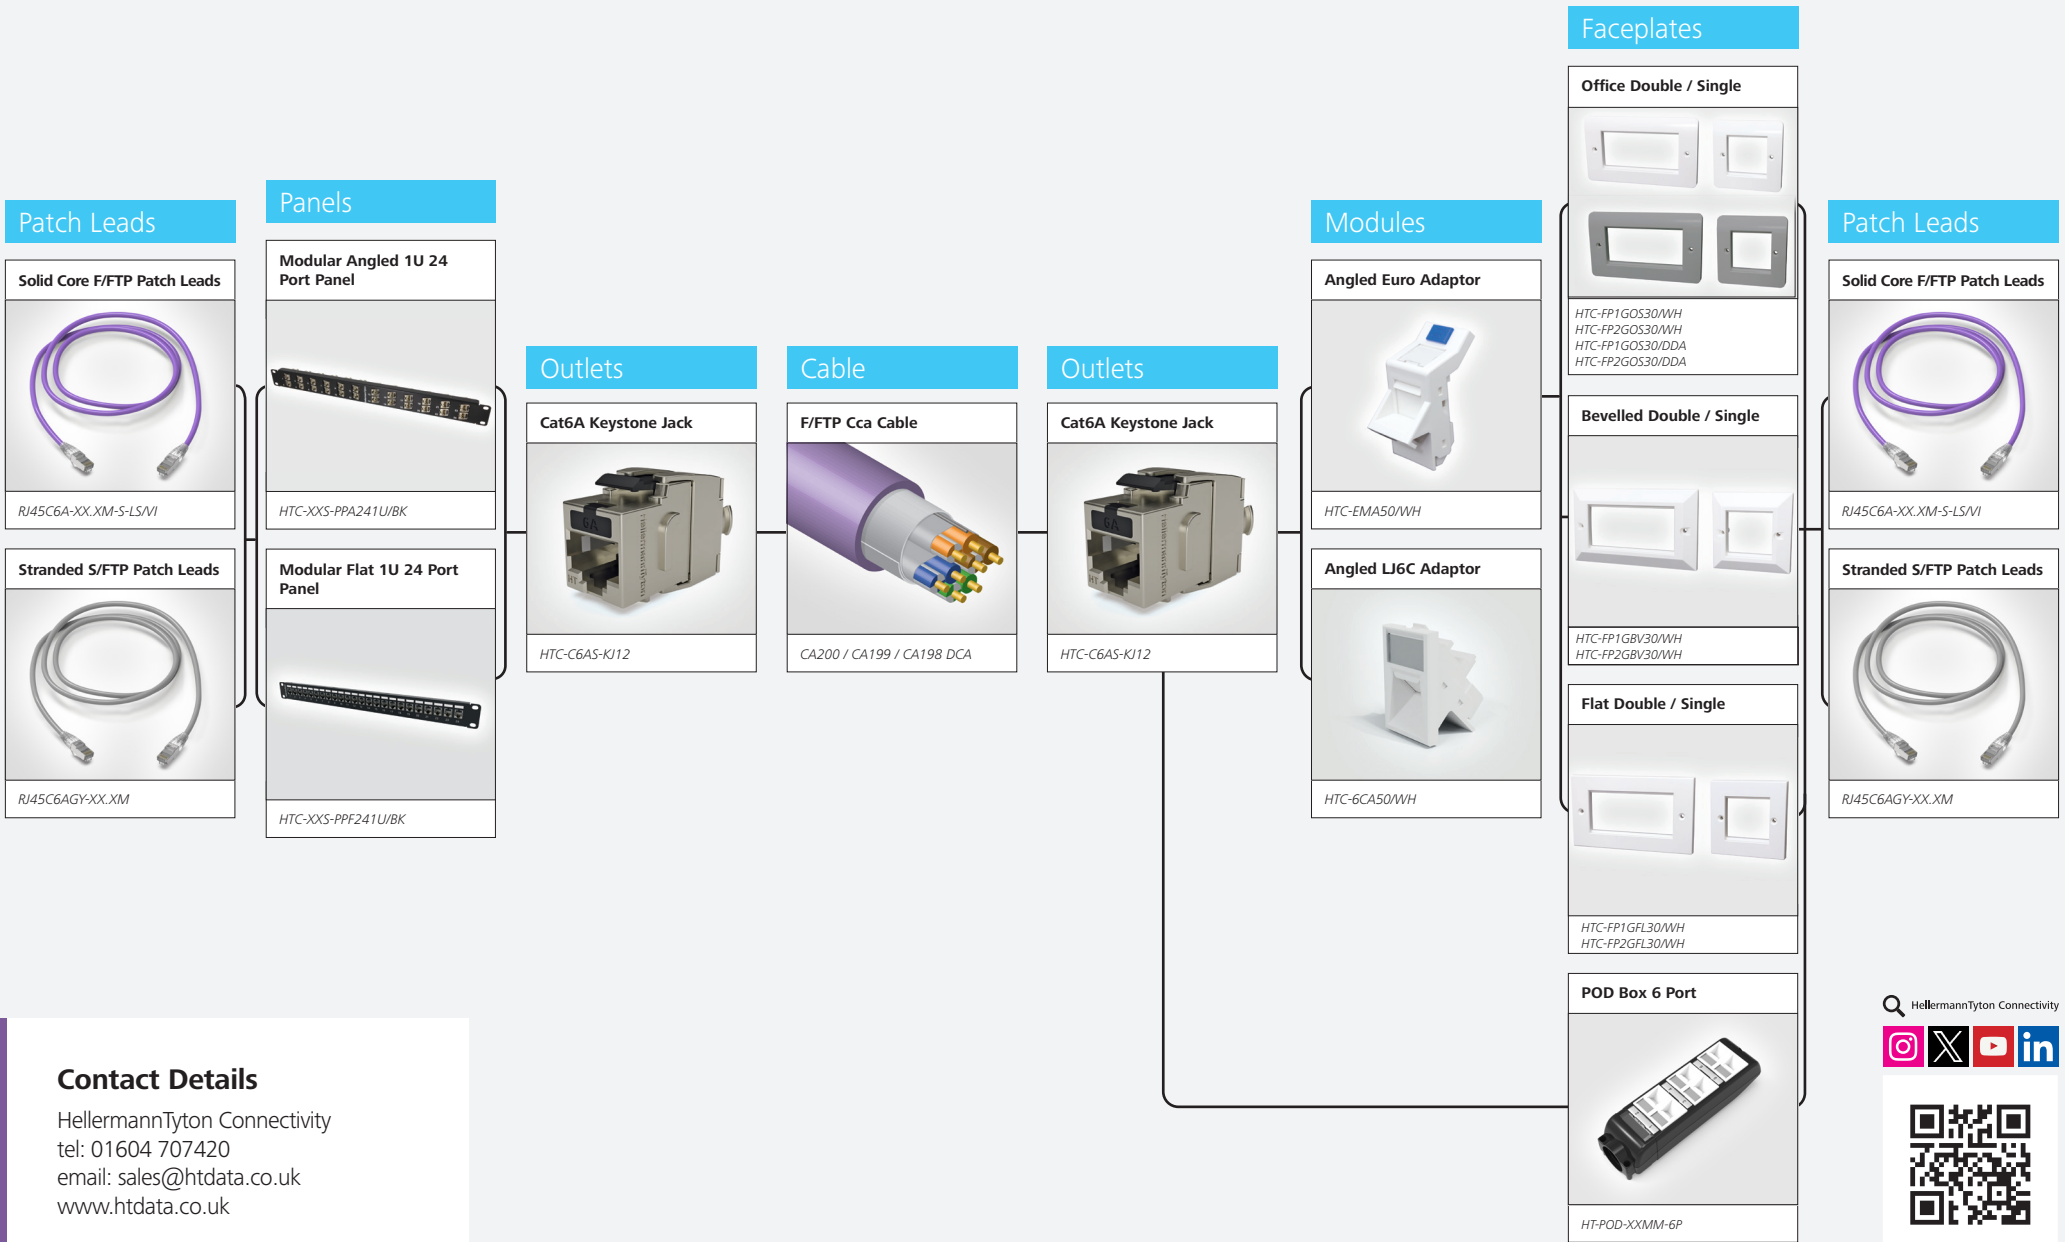 Faceplates
Office Double / Single
HTC-FP1GOS30/WH
HTC-FP2GOS30/WH
HTC-FP1GOS30/DDA
HTC-FP2GOS30/DDA
Patch Leads
Solid Core F/FTP Patch Leads
RJ45C6A-XX.XM-S-LS/VI
Stranded S/FTP Patch Leads
RJ45C6AGY-XX.XM
Panels
Modular Angled 1U 24
Port Panel
HTC-XXS-PPA241U/BK
Modular Flat 1U 24 Port
Panel
HTC-XXS-PPF241U/BK
Outlets
Cat6A Keystone Jack
6A
HT
HTC-C6AS-KJ12
Cable
F/FTP Cca Cable
CA200 / CA199 / CA198 DCA
Outlets
Cat6A Keystone Jack
6A
HT
HTC-C6AS-KJ12
Modules
Angled Euro Adaptor
HTC-EMA50/WH
Angled LJ6C Adaptor
HTC-6CA50/WH
Bevelled Double / Single
HTC-FP1GBV30/WH
HTC-FP2GBV30/WH
Flat Double / Single
HTC-FP1GFL30/WH
HTC-FP2GFL30/WH
POD Box 6 Port
HT-POD-XXMM-6P
Patch Leads
Solid Core F/FTP Patch Leads
RJ45C6A-XX.XM-S-LS/VI
Stranded S/FTP Patch Leads
RJ45C6AGY-XX.XM
HellermannTyton Connectivity
in
Contact Details
HellermannTyton Connectivity
tel: 01604 707420
email: sales@htdata.co.uk
www.htdata.co.uk